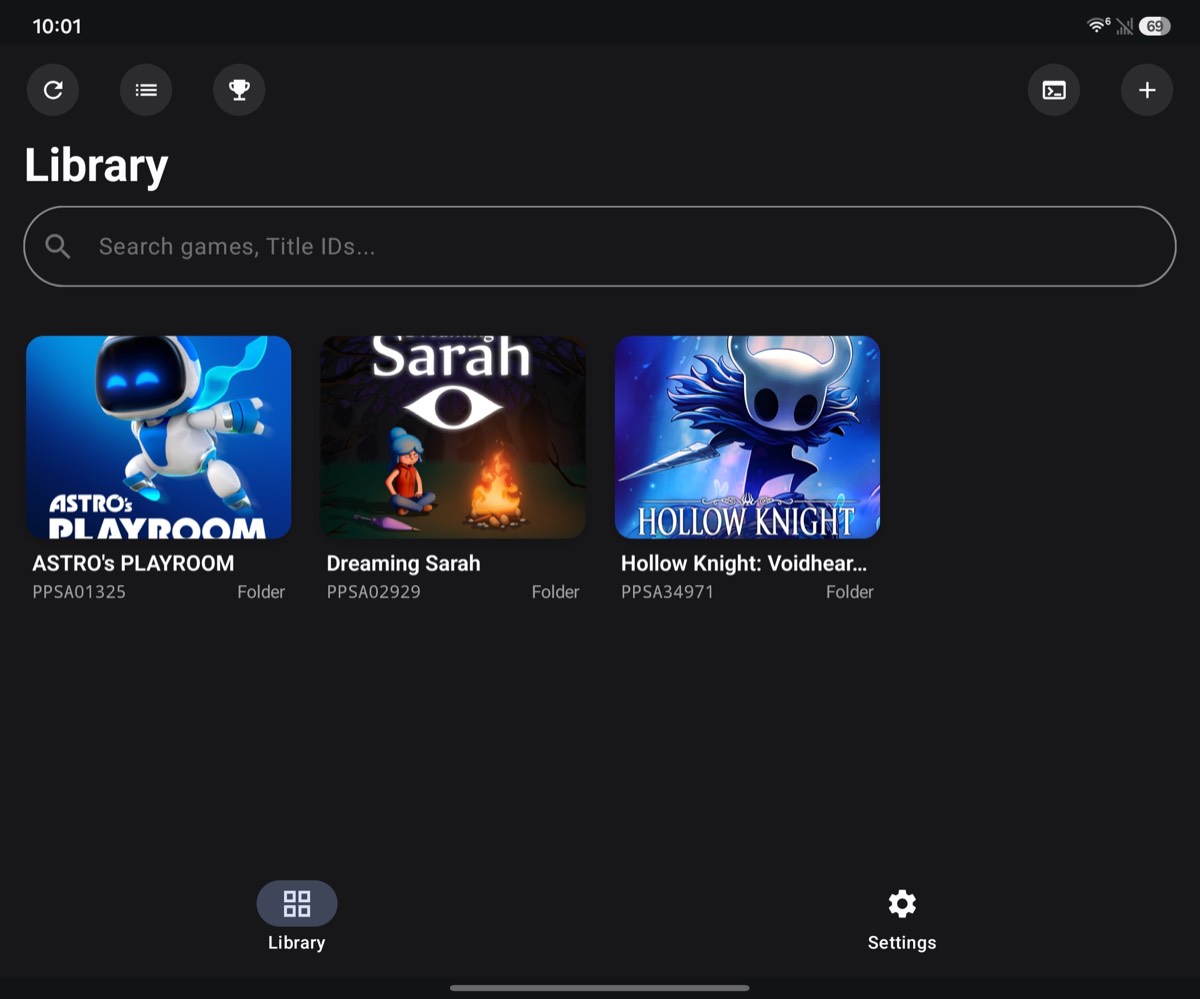 10:01
6
69
Library
Search games, Title IDs...
Sarah
ASTRO's
PLAYROOM
HOLLOW KNIGHT
ASTRO's PLAYROOM
Dreaming Sarah
Hollow Knight: Voidhear...
PPSA01325
Folder
PPSA02929
Folder
PPSA34971
Folder
Library
Settings